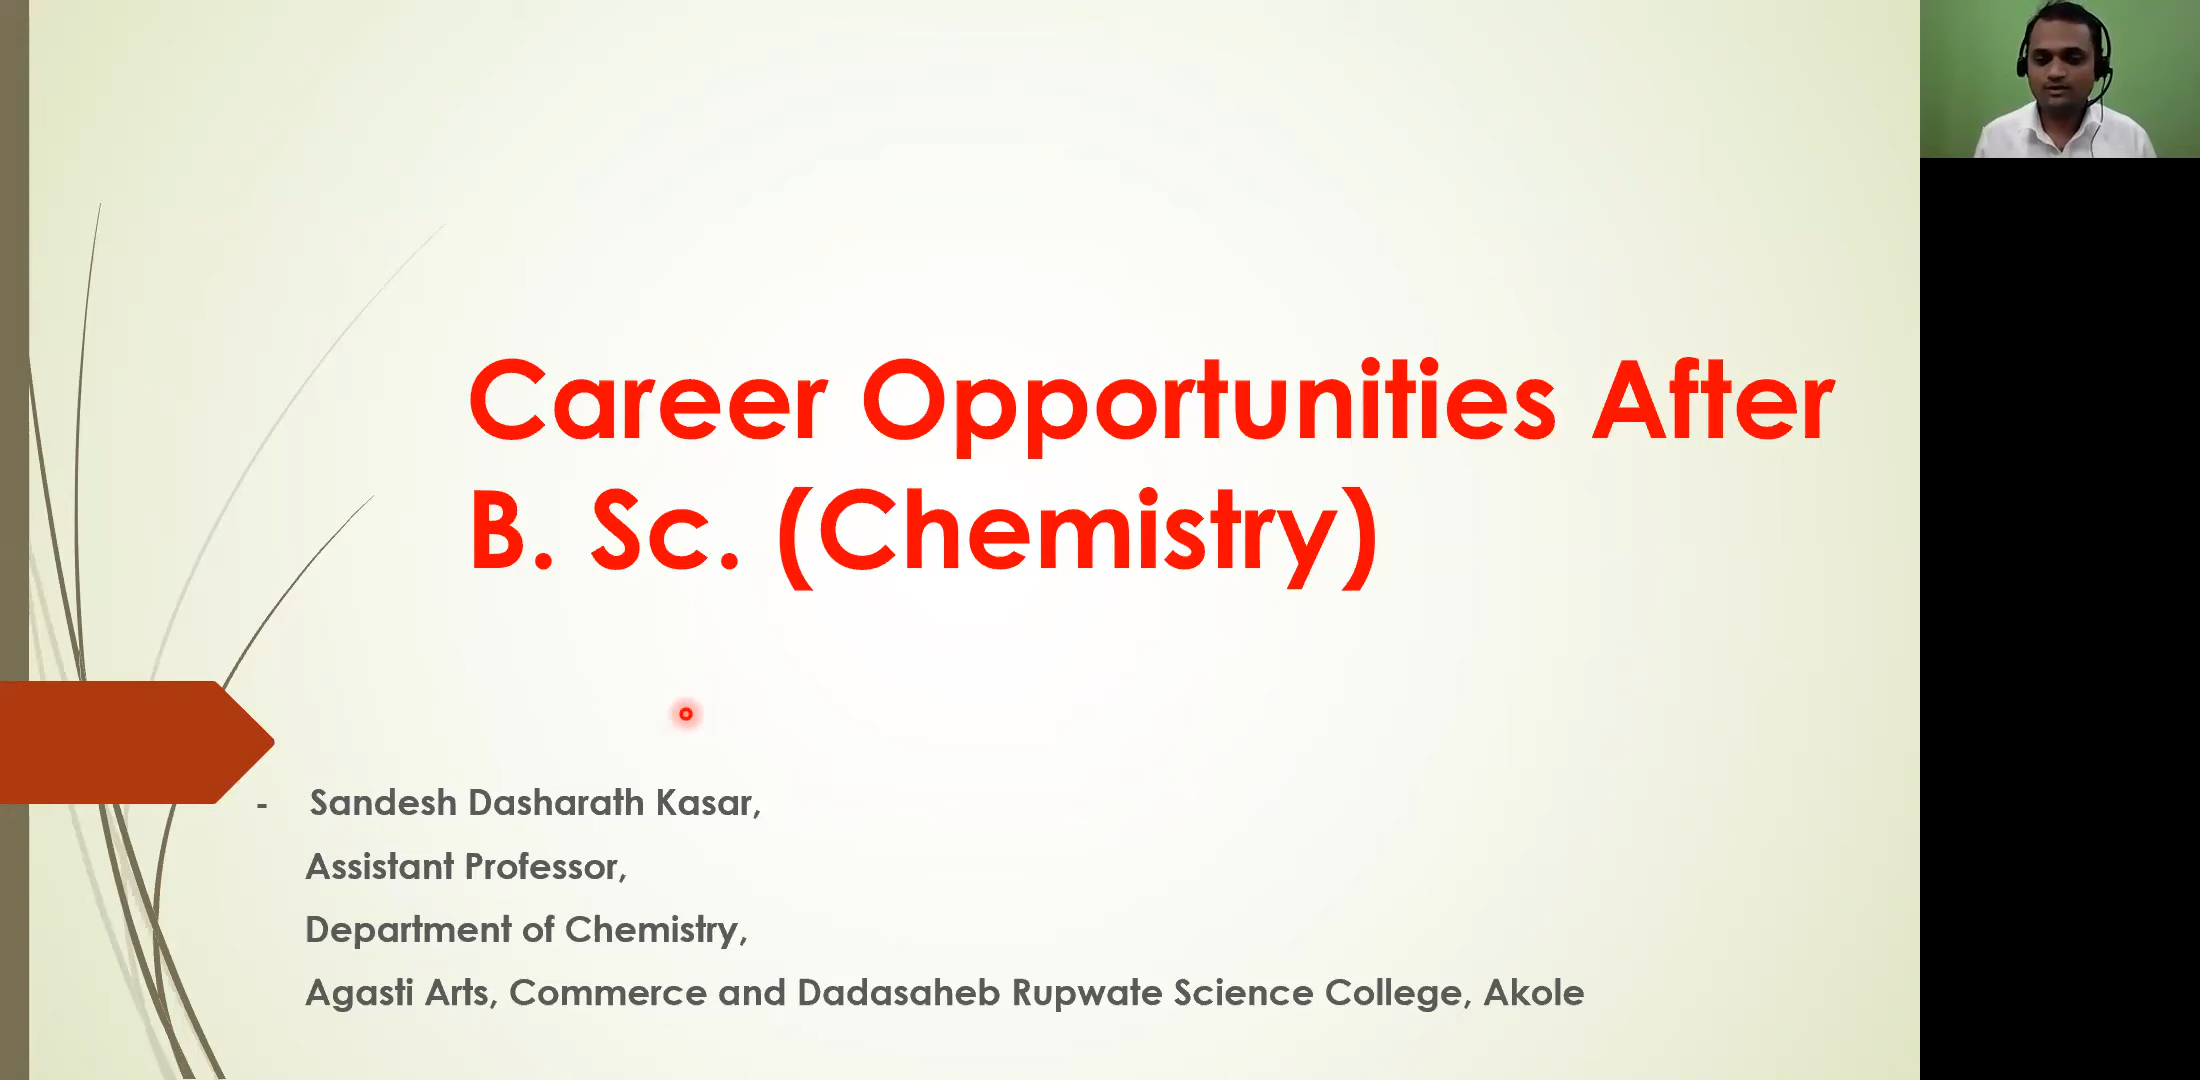 Career Opportunities After
B. Sc. (Chemistry)
- Sandesh Dasharath Kasar,
Assistant Professor,
Department of Chemistry,
Agasti Arts, Commerce and Dadasaheb Rupwate Science College, Akole